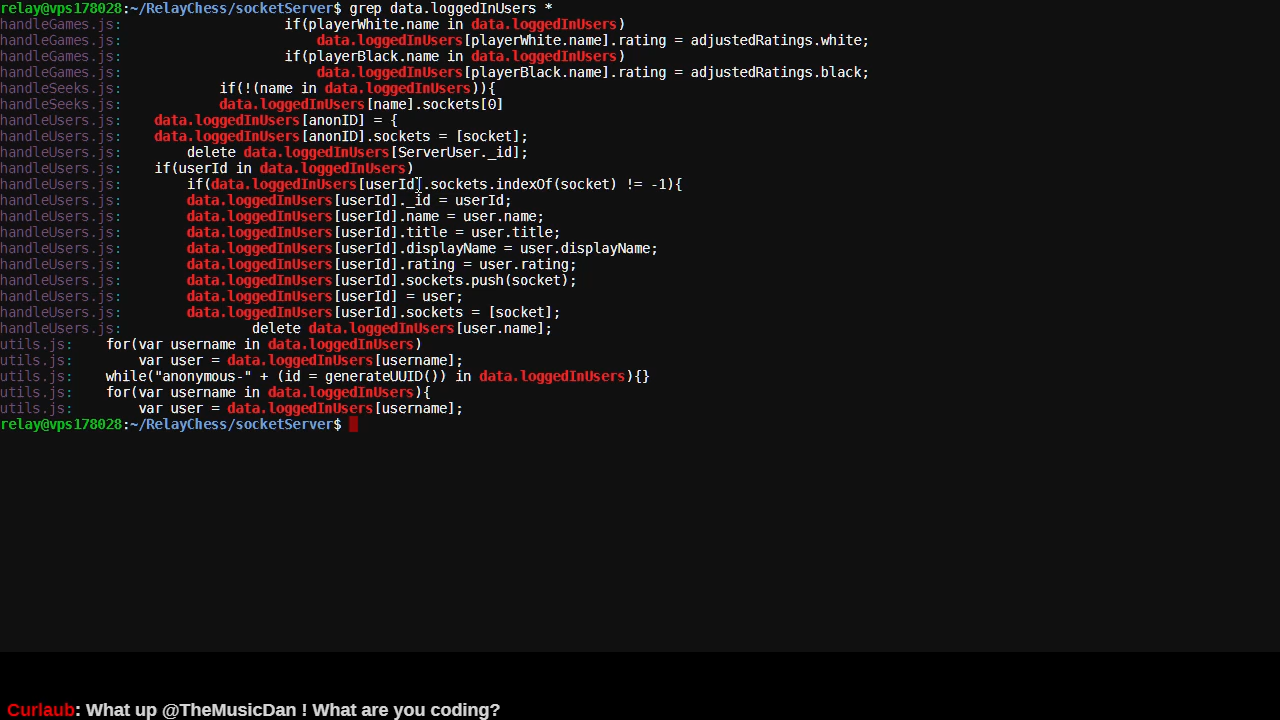 relay@vps178028:~/RelayChess/socketServer$ grep data.loggedInUsers *
handleGames.js:                    if(playerWhite.name in data.loggedInUsers)
handleGames.js:                        data.loggedInUsers[playerWhite.name].rating = adjustedRatings.white;
handleGames.js:                    if(playerBlack.name in data.loggedInUsers)
handleGames.js:                        data.loggedInUsers[playerBlack.name].rating = adjustedRatings.black;
handleSeeks.js:            if(!(name in data.loggedInUsers)){
handleSeeks.js:            data.loggedInUsers[name].sockets[0]
handleUsers.js:    data.loggedInUsers[anonID] = {
handleUsers.js:    data.loggedInUsers[anonID].sockets = [socket];
handleUsers.js:        delete data.loggedInUsers[ServerUser._id];
handleUsers.js:    if(userId in data.loggedInUsers)
handleUsers.js:        if(data.loggedInUsers[userId].sockets.indexOf(socket) != -1){
handleUsers.js:        data.loggedInUsers[userId]._id = userId;
handleUsers.js:        data.loggedInUsers[userId].name = user.name;
handleUsers.js:        data.loggedInUsers[userId].title = user.title;
handleUsers.js:        data.loggedInUsers[userId].displayName = user.displayName;
handleUsers.js:        data.loggedInUsers[userId].rating = user.rating;
handleUsers.js:        data.loggedInUsers[userId].sockets.push(socket);
handleUsers.js:        data.loggedInUsers[userId] = user;
handleUsers.js:        data.loggedInUsers[userId].sockets = [socket];
handleUsers.js:                delete data.loggedInUsers[user.name];
utils.js:    for(var username in data.loggedInUsers)
utils.js:        var user = data.loggedInUsers[username];
utils.js:    while("anonymous-" + (id = generateUUID()) in data.loggedInUsers){}
utils.js:    for(var username in data.loggedInUsers){
utils.js:        var user = data.loggedInUsers[username];
relay@vps178028:~/RelayChess/socketServer$
Curlaub: What up @TheMusicDan ! What are you coding?